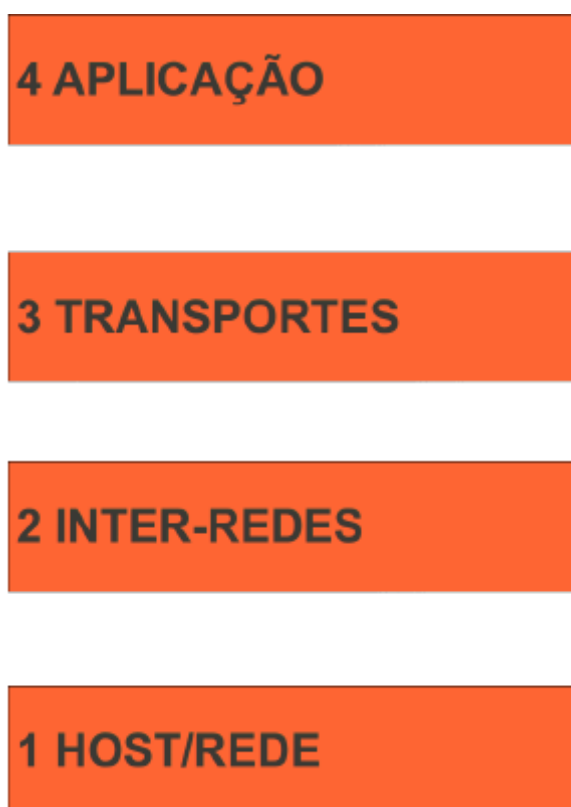 4 APLICAÇÃO
3 TRANSPORTES
2 INTER-REDES
1 HOST/REDE